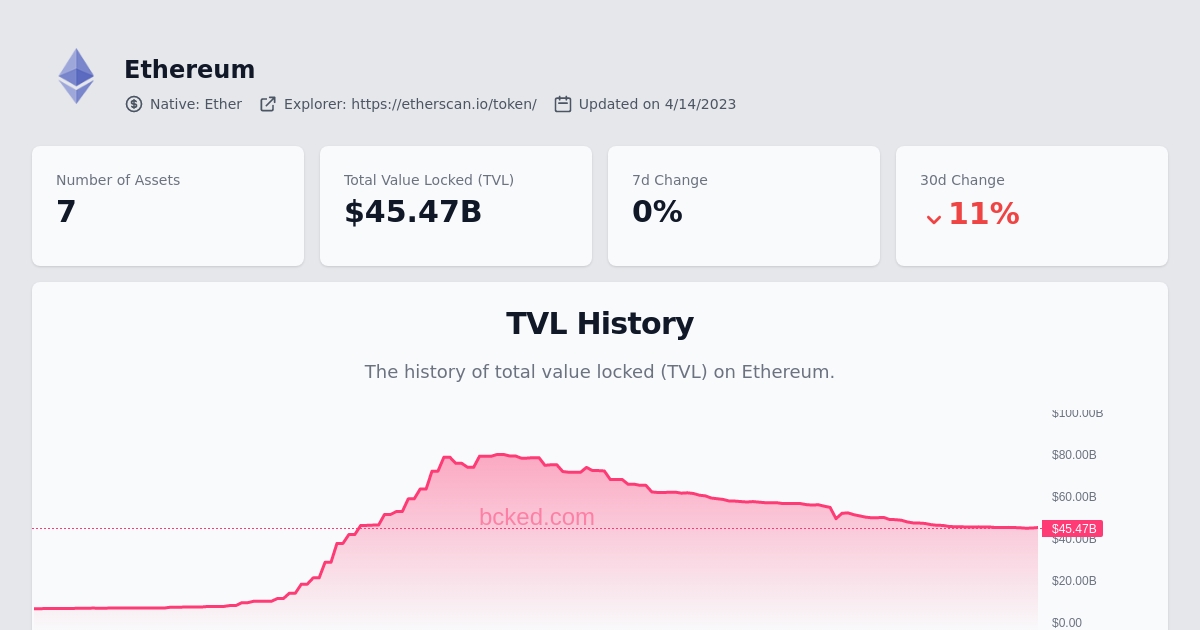 Ethereum
Native: Ether Explorer: https://etherscan.io/token/ Updated on 4/14/2023
Number of Assets
7
Total Value Locked (TVL)
$45.47B
7d Change
0%
30d Change
11%
TVL History
The history of total value locked (TVL) on Ethereum.
$100.00B
$80.00B
$60.00B
bcked.com
$45.47B
$40.00B
$20.00B
$0.00